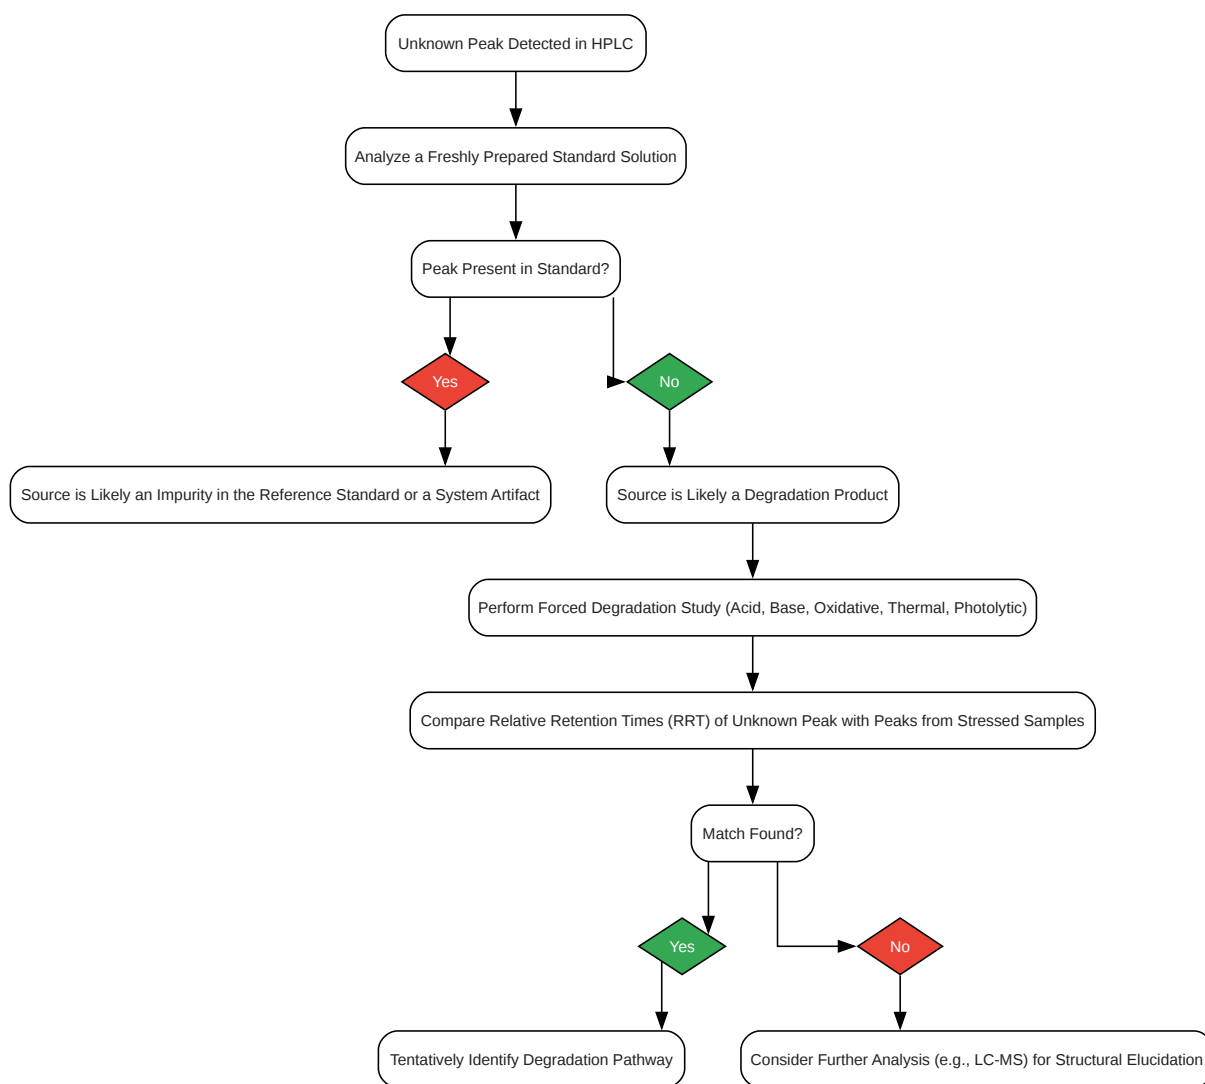 Unknown Peak Detected in HPLC
Analyze a Freshly Prepared Standard Solution
Peak Present in Standard?
Yes
No
Source is Likely an Impurity in the Reference Standard or a System Artifact
Source is Likely a Degradation Product
Perform Forced Degradation Study (Acid, Base, Oxidative, Thermal, Photolytic)
Compare Relative Retention Times (RRT) of Unknown Peak with Peaks from Stressed Samples
Match Found?
Yes
No
Tentatively Identify Degradation Pathway
Consider Further Analysis (e.g., LC-MS) for Structural Elucidation